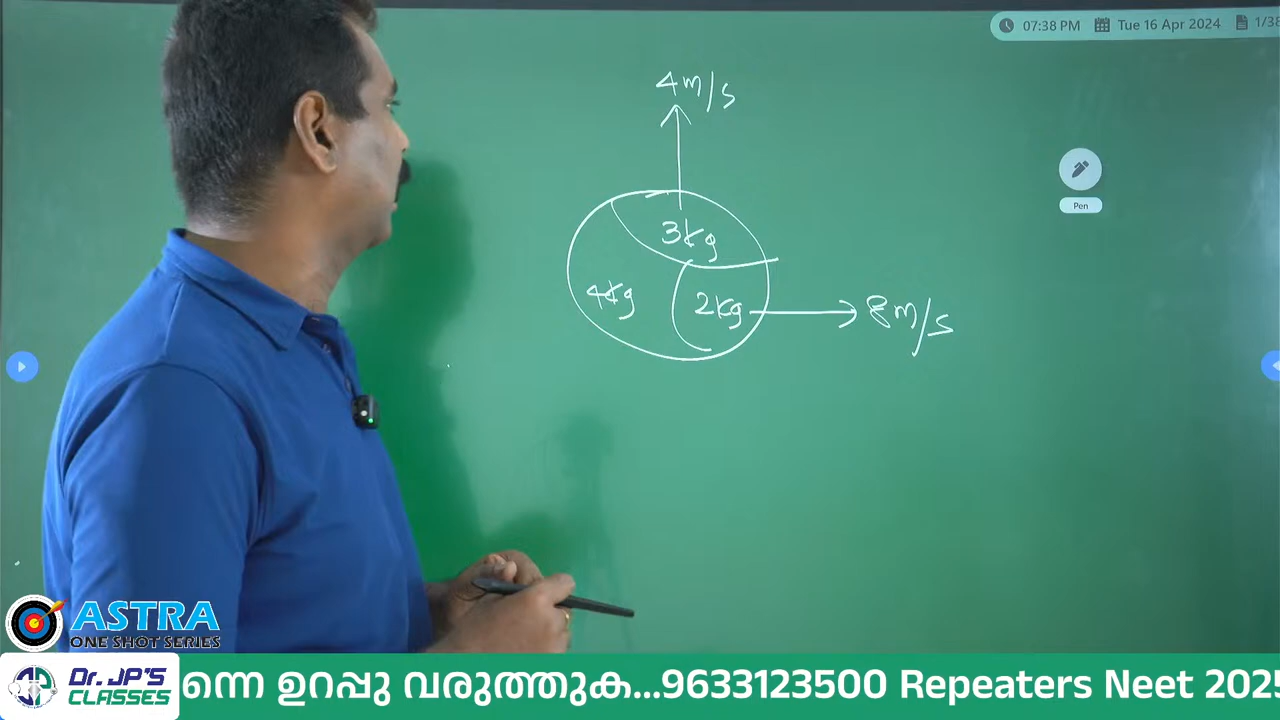 07:38 PM Tue 16 Apr 2024 1/38
4m/s
3kg
4kg
2kg
8m/s
Pen
ASTRA
ONE SHOT SERIES
Dr. JP'S
CLASSES
ന്നെ ഉറപ്പു വരുത്തുക...9633123500 Repeaters Neet 2025